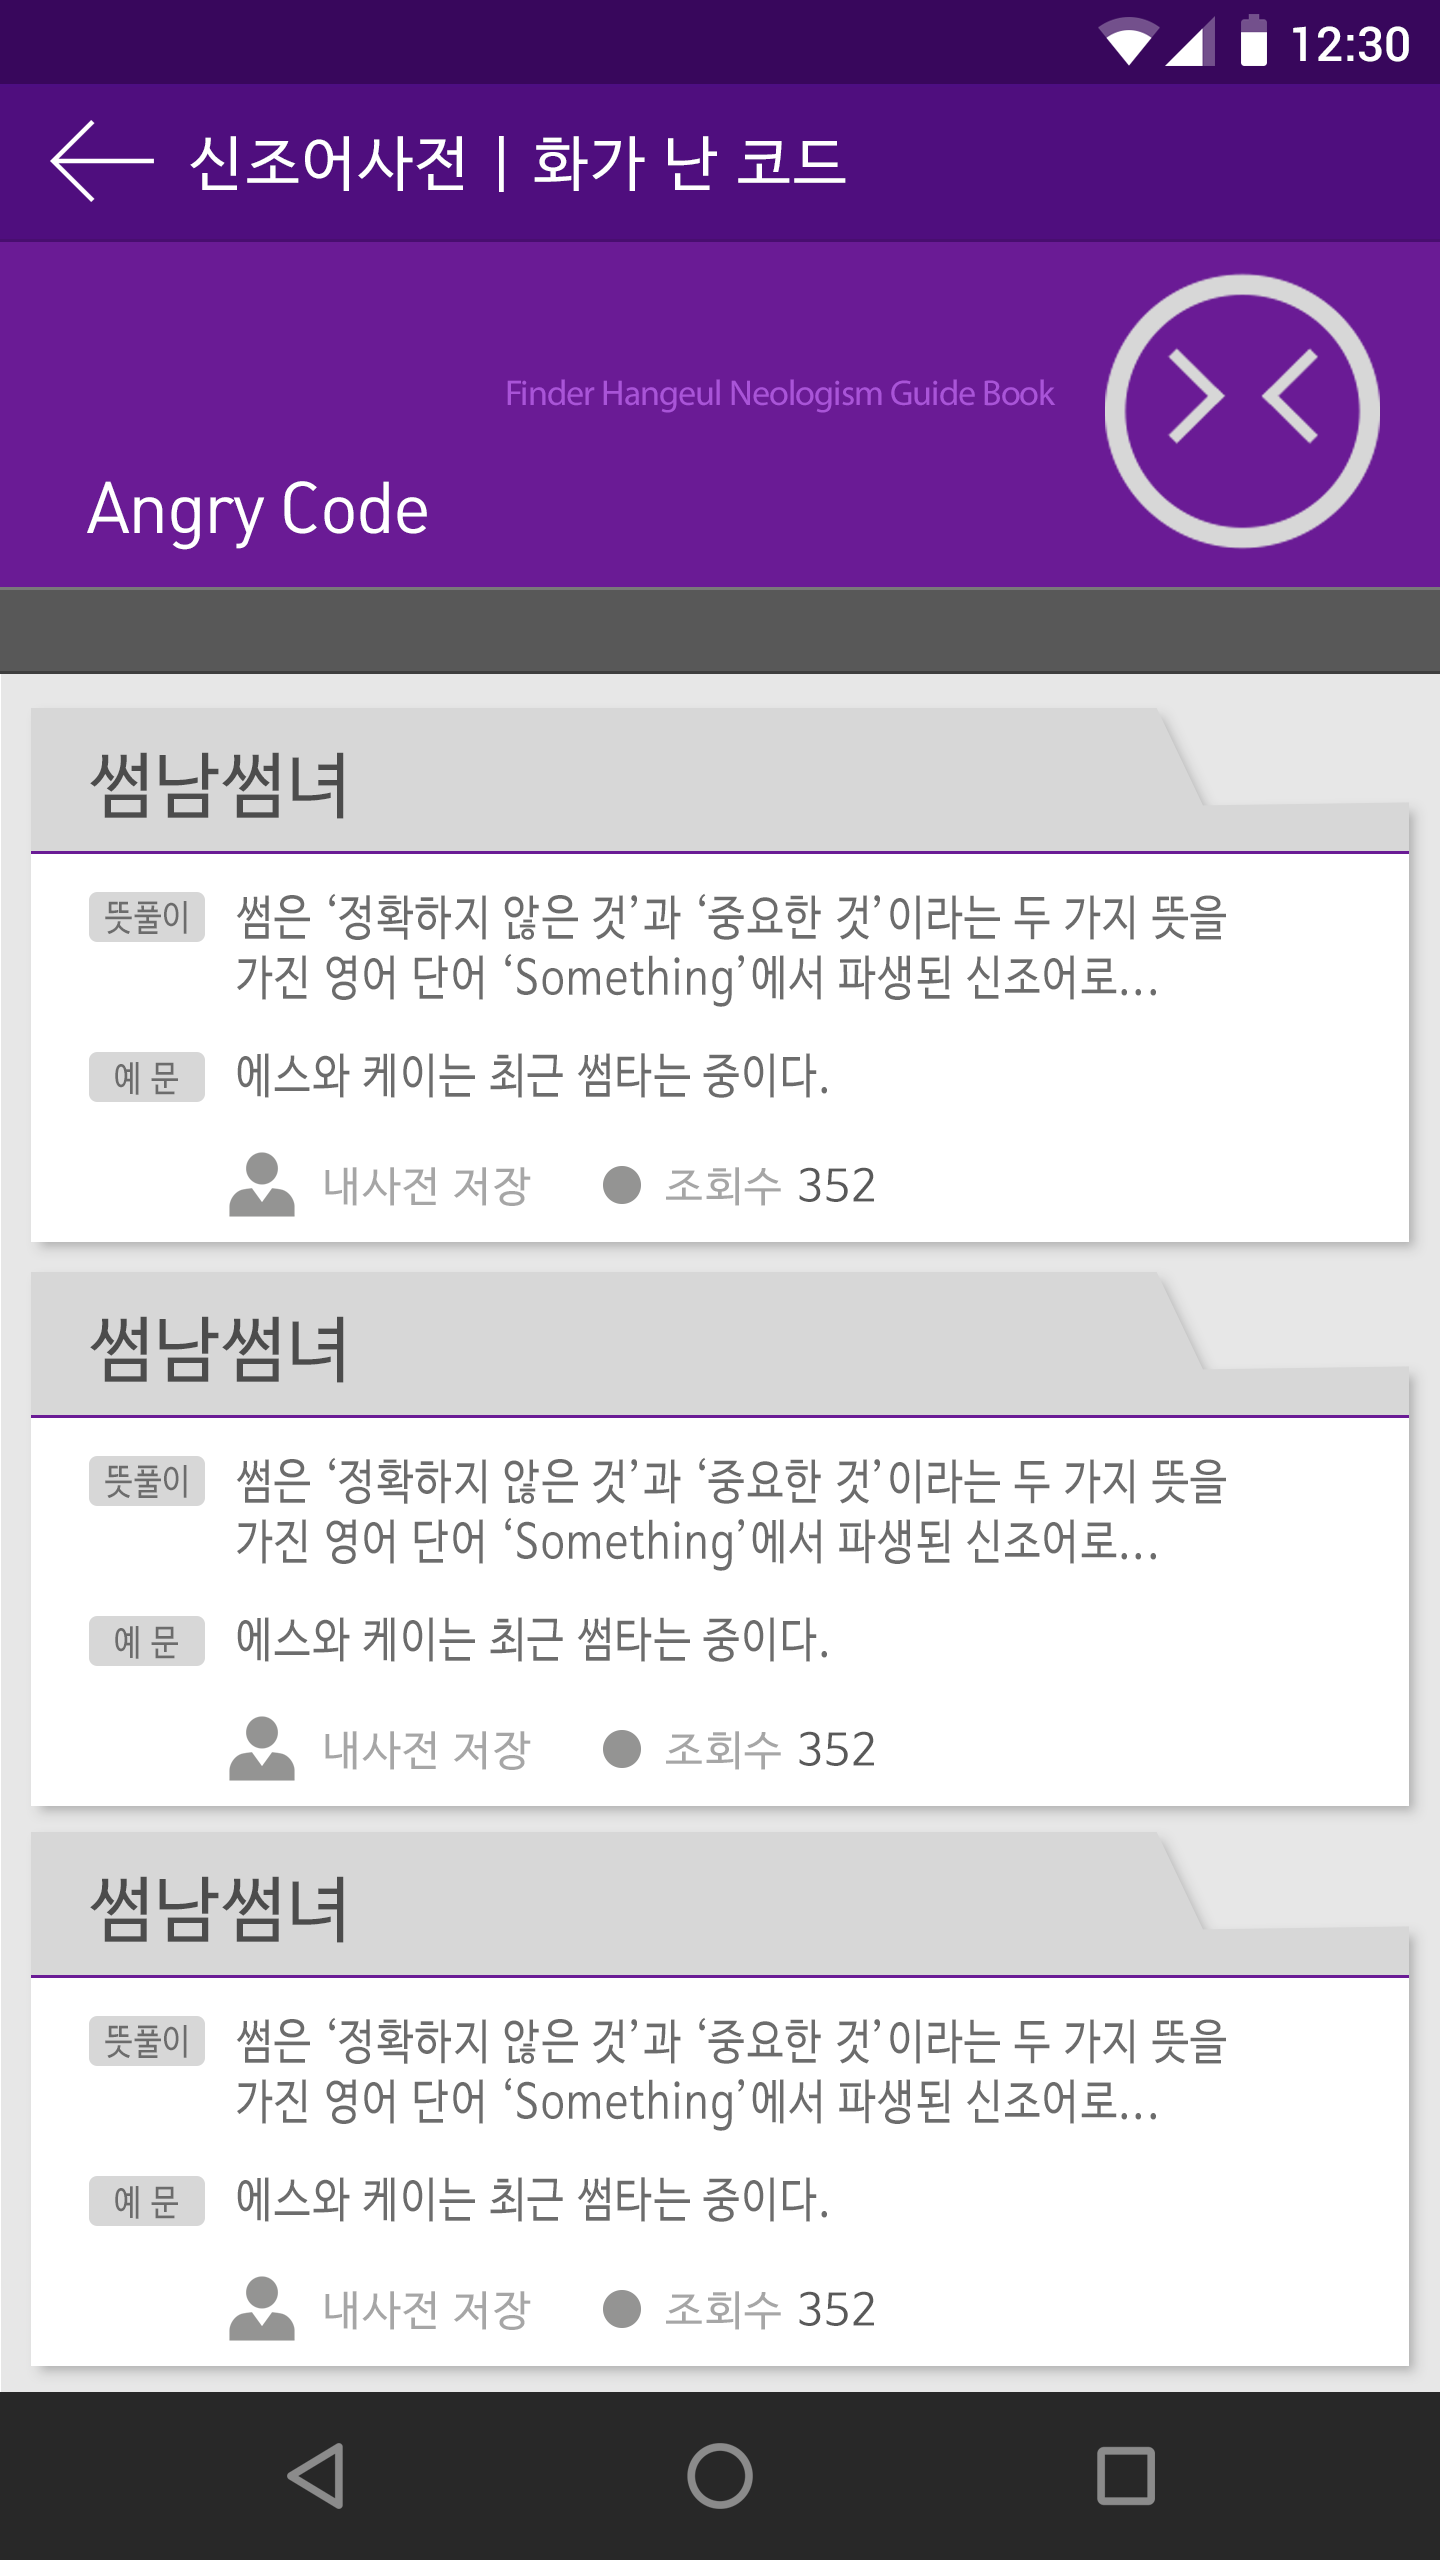 12:30
신조어사전 | 화가 난 코드
Finder Hangeul Neologism Guide Book
Angry Code
썸남썸녀
뜻풀이 썸은 ‘정확하지 않은 것’과 ‘중요한 것’이라는 두 가지 뜻을
가진 영어 단어 ‘Something’에서 파생된 신조어로...
예 문 에스와 케이는 최근 썸타는 중이다.
내사전 저장 조회수 352
썸남썸녀
뜻풀이 썸은 ‘정확하지 않은 것’과 ‘중요한 것’이라는 두 가지 뜻을
가진 영어 단어 ‘Something’에서 파생된 신조어로...
예 문 에스와 케이는 최근 썸타는 중이다.
내사전 저장 조회수 352
썸남썸녀
뜻풀이 썸은 ‘정확하지 않은 것’과 ‘중요한 것’이라는 두 가지 뜻을
가진 영어 단어 ‘Something’에서 파생된 신조어로...
예 문 에스와 케이는 최근 썸타는 중이다.
내사전 저장 조회수 352